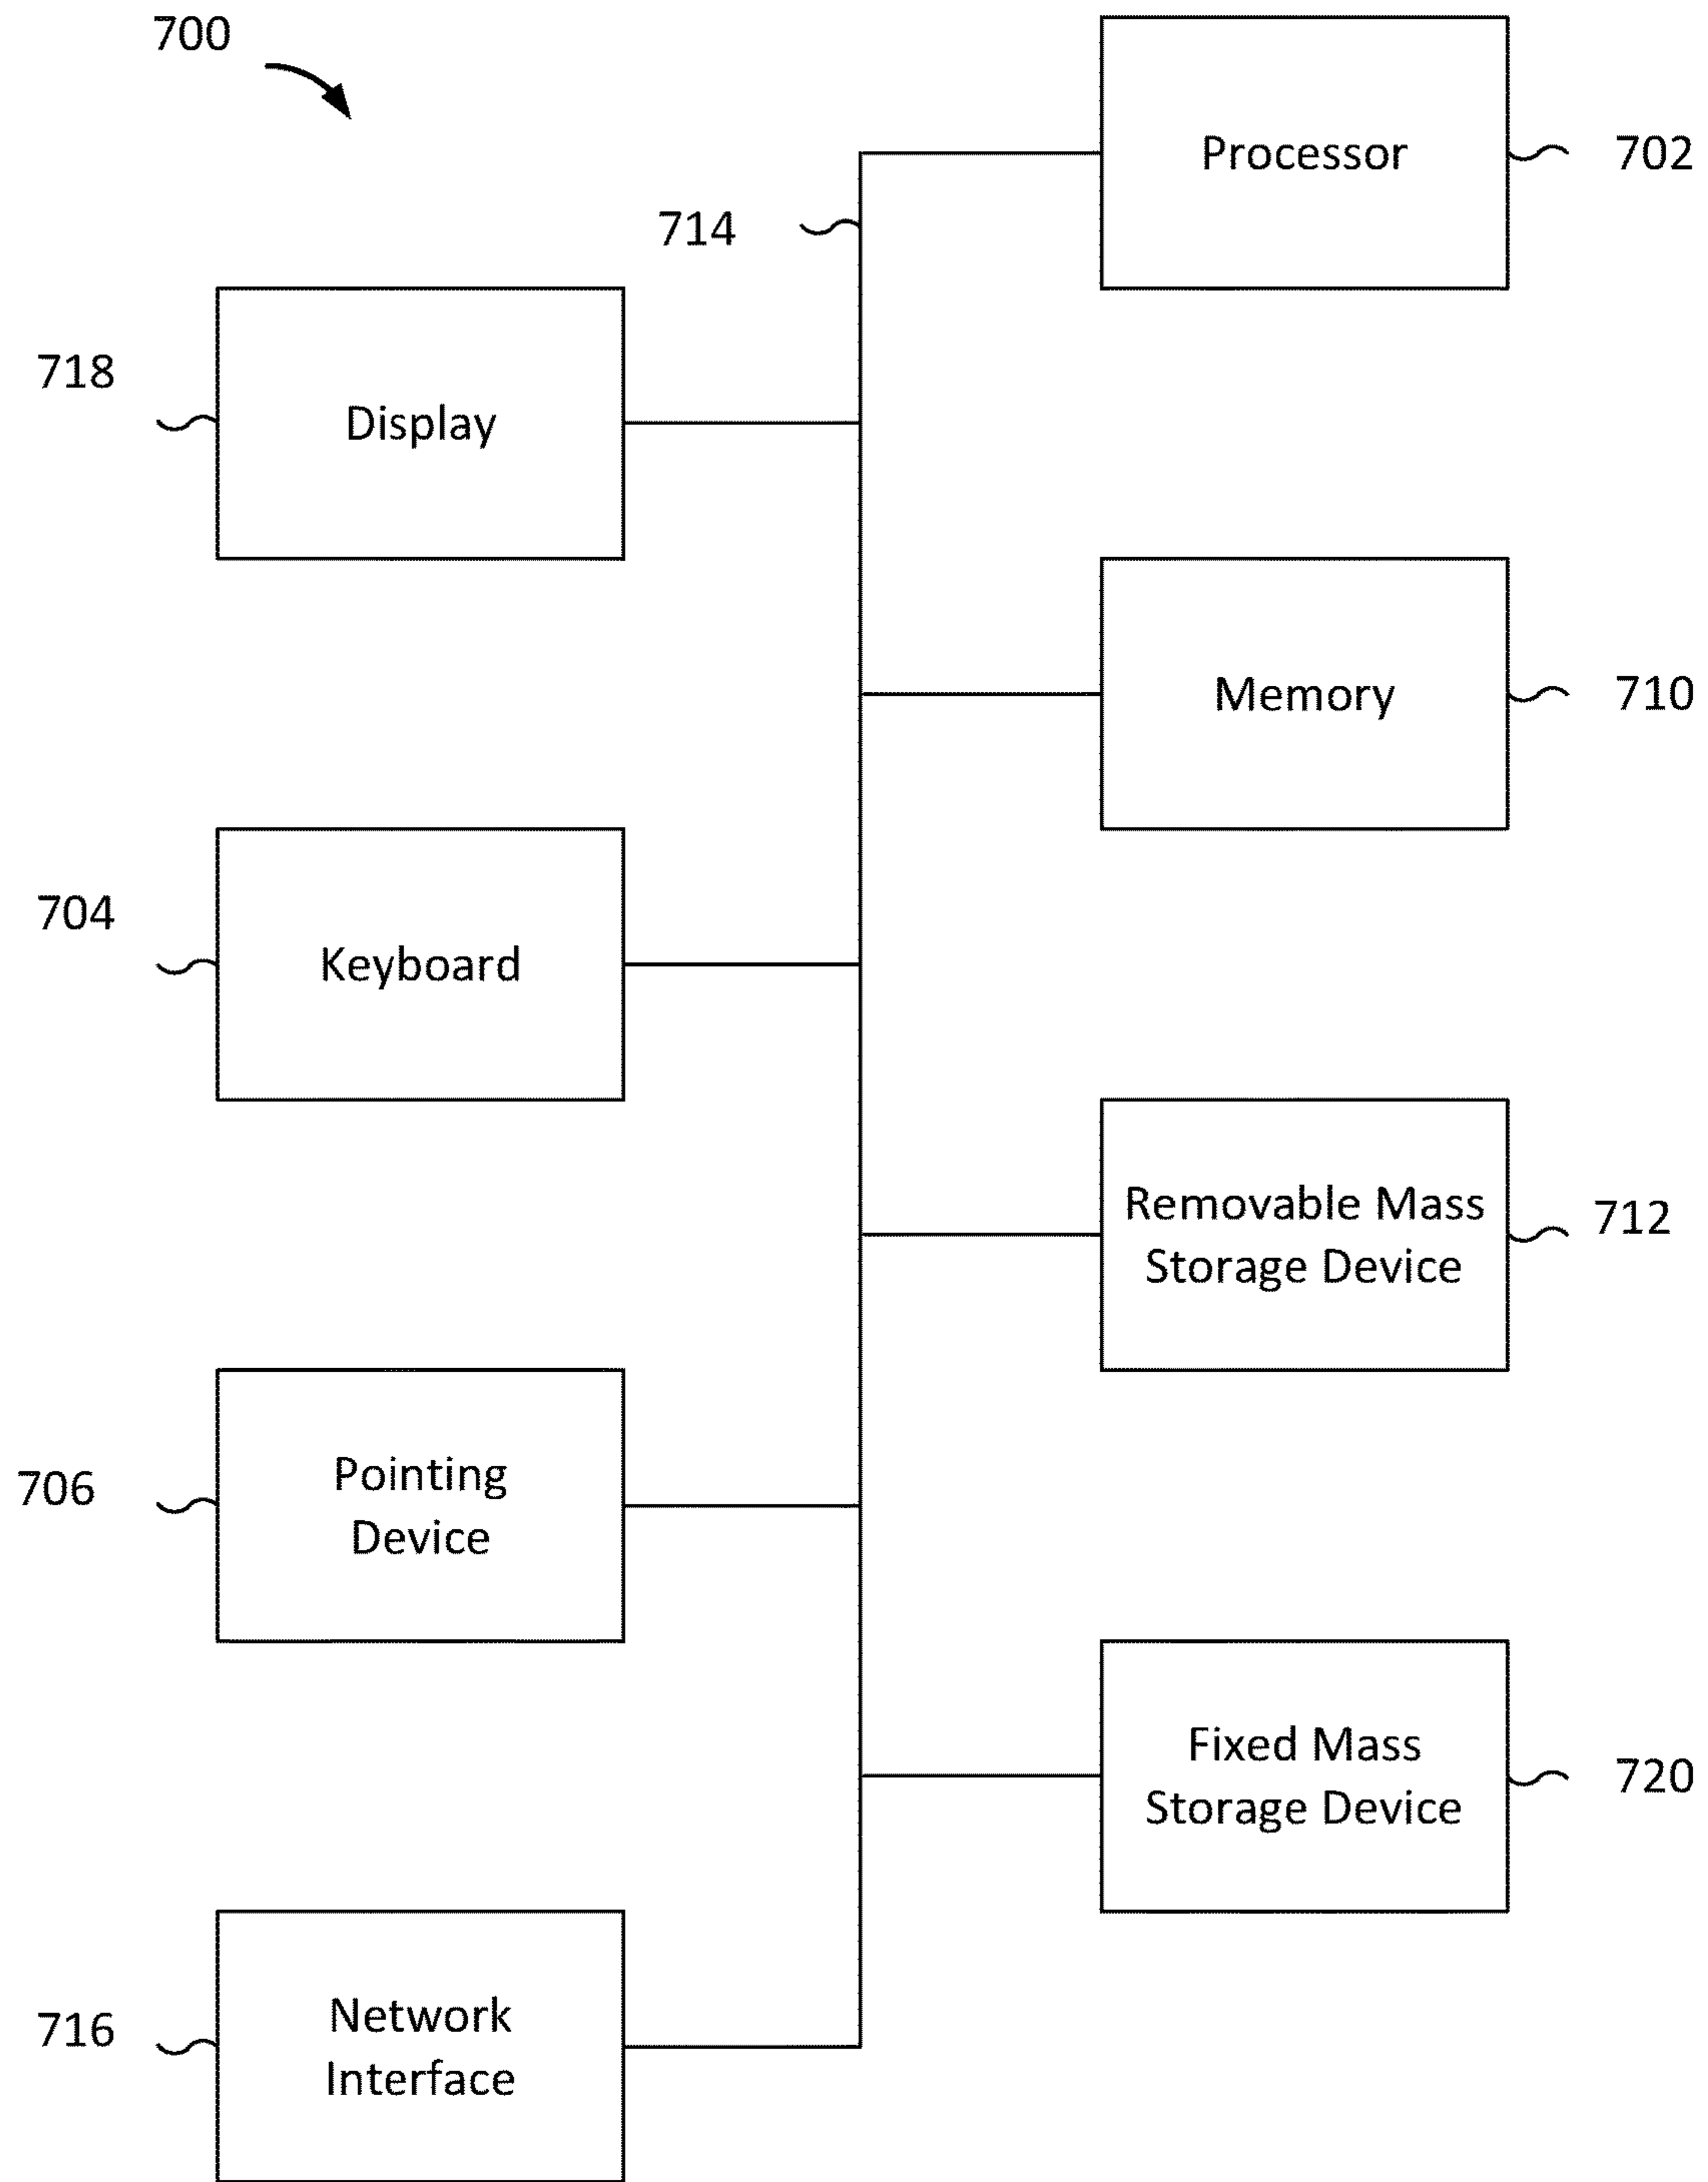 700
Processor
702
714
718
Display
Memory
710
704
Keyboard
Removable Mass
Storage Device
712
706
Pointing
Device
Fixed Mass
Storage Device
720
716
Network
Interface